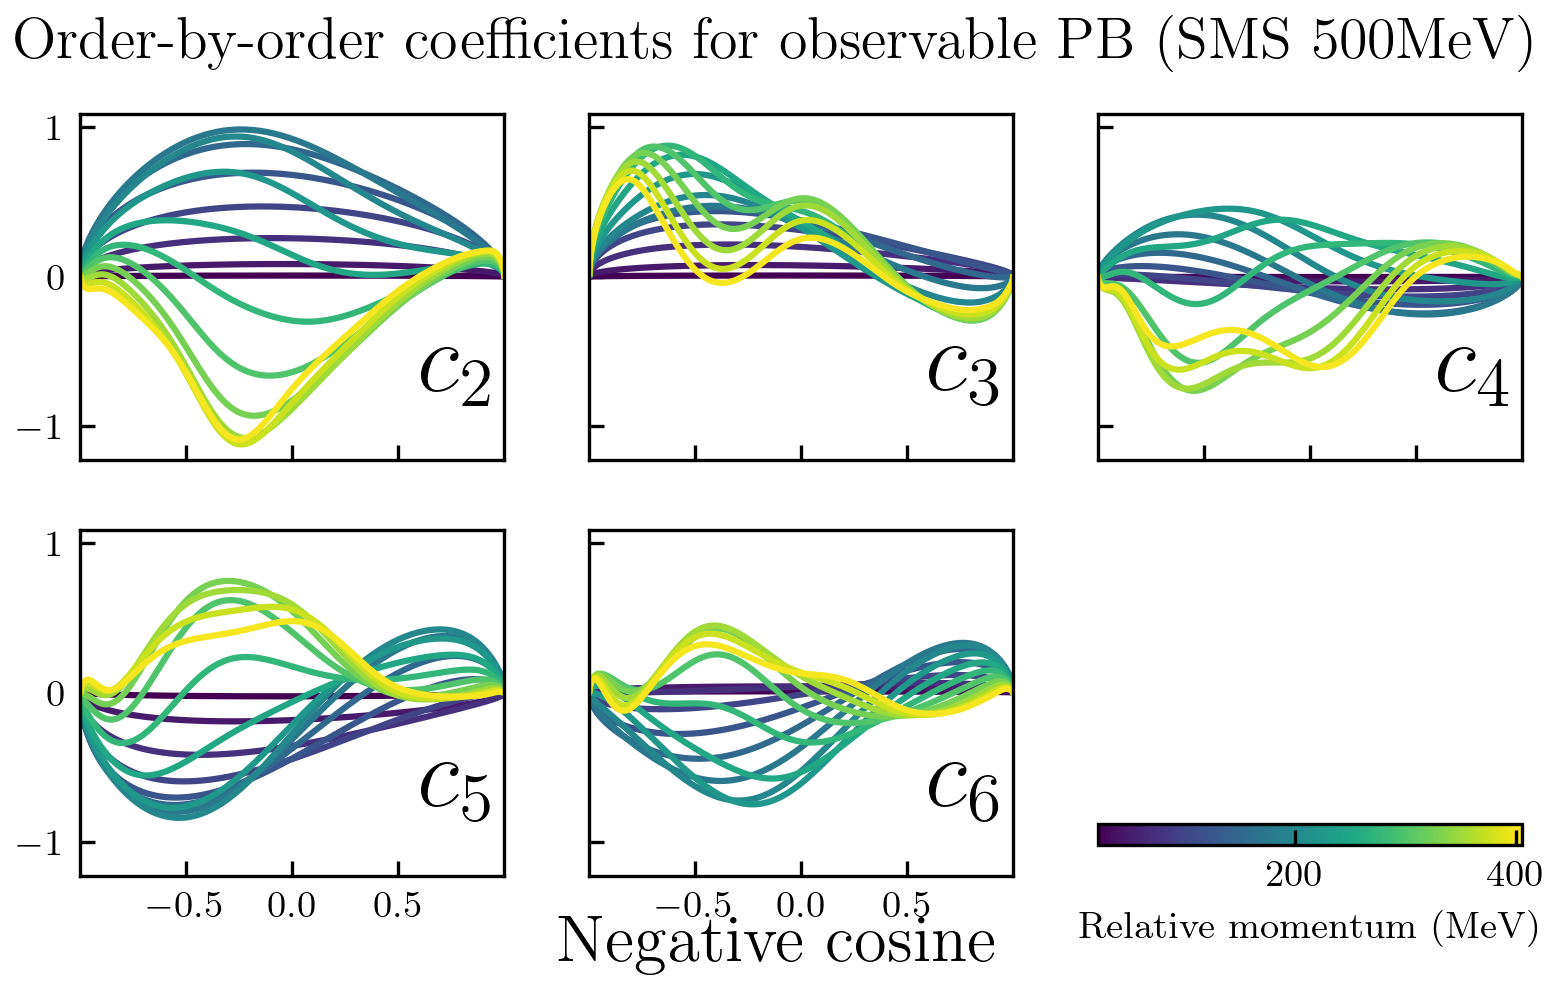 Order-by-order coefficients for observable PB (SMS 500MeV)
1
0
−1
c2
c3
c4
1
0
−1
c5
c6
−0.5 0.0 0.5
−0.5 0.0 0.5
200 400
Relative momentum (MeV)
Negative cosine